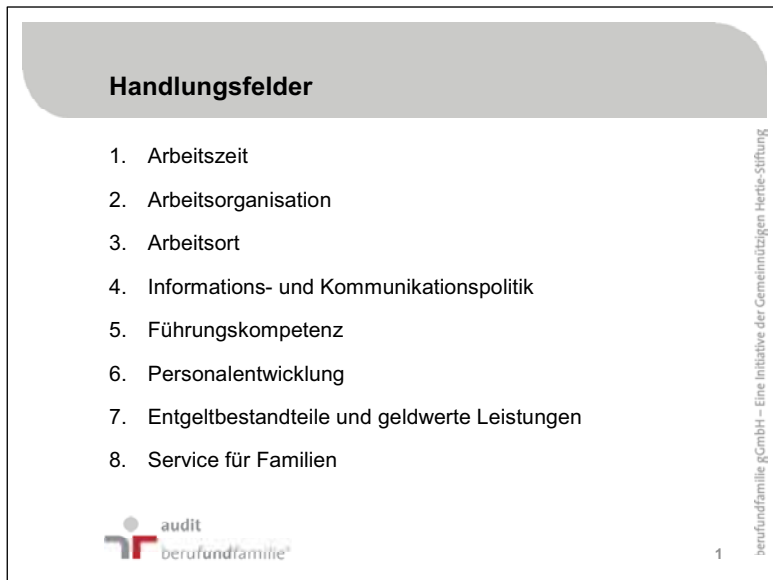 Handlungsfelder
1. Arbeitszeit
2. Arbeitsorganisation
3. Arbeitsort
4. Informations- und Kommunikationspolitik
5. Führungskompetenz
6. Personalentwicklung
7. Entgeltbestandteile und geldwerte Leistungen
8. Service für Familien
audit
berufundfamilie®
1
berufundfamilie gGmbH – Eine Initiative der Gemeinnützigen Hertie-Stiftung